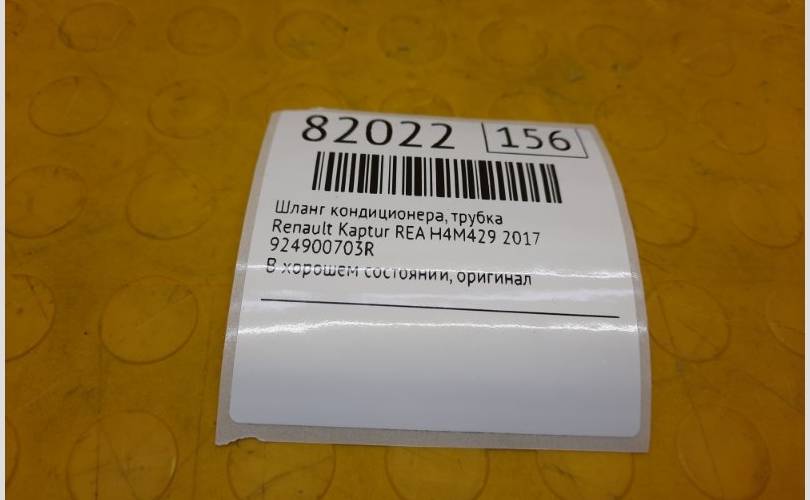 82022 156
Шланг кондиционера, трубка
Renault Kaptur REA H4M429 2017
924900703R
В хорошем состоянии, оригинал